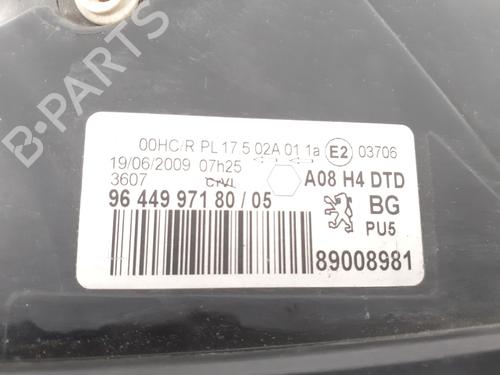 00HC/R PL 17.5 02A 01 1a E2 03706
19/06/2009 07h25
3607 A08 H4 DTD
96 449 971 80 / 05 BG
PU5
89008981
B-PARTS